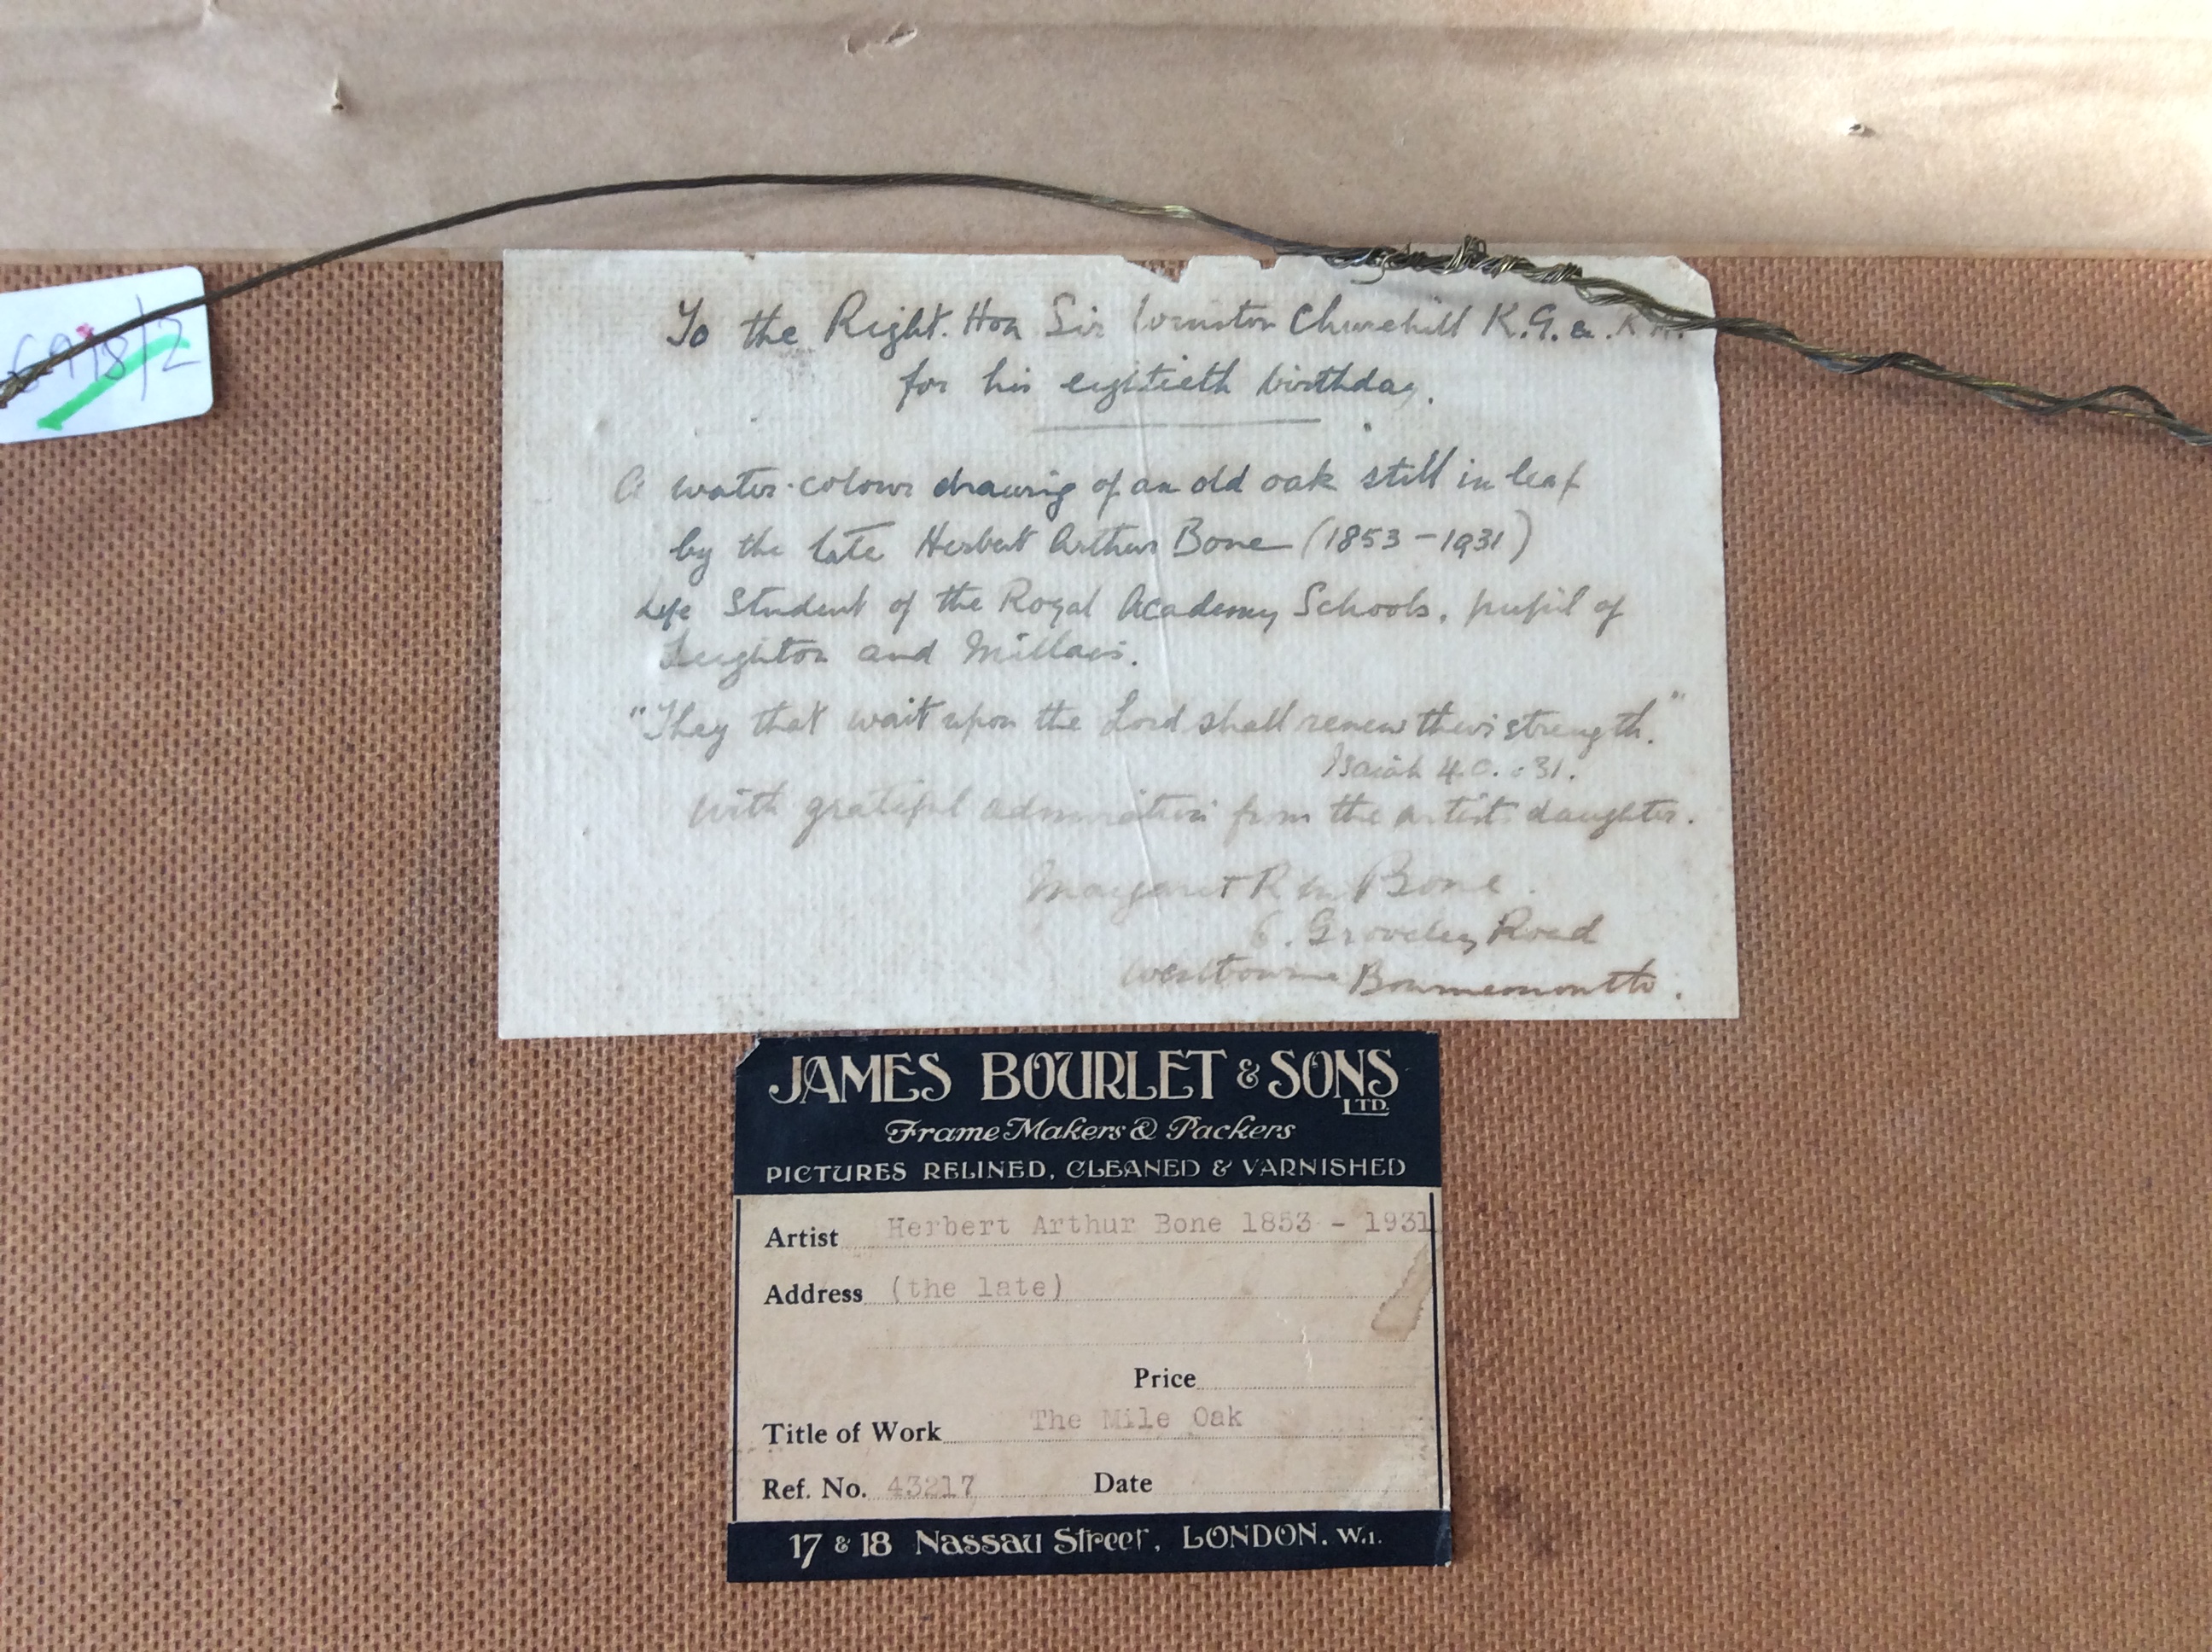 To the Right. Hon Sir Winston Churchill K.G. &
for his eightieth birthday.
A water-colour drawing of an old oak still in leaf
by the late Herbert Arthur Bone (1853-1931)
Life Student of the Royal Academy Schools. pupil of
Leighton and Millais.
"They that wait upon the Lord shall renew their strength."
Isaiah 40.:31.
with grateful admiration from the artist's daughter.
Margaret R M Bone.
6. Groveley Road
Westbourne Bournemouth.
JAMES BOURLET & SONS
LTD.
Frame Makers & Packers
PICTURES RELINED, CLEANED & VARNISHED
Artist Herbert Arthur Bone 1853 - 1931
Address (the late)
Price
Title of Work The Mile Oak
Ref. No. 43217 Date
17 & 18 Nassau Street, LONDON. W.1.